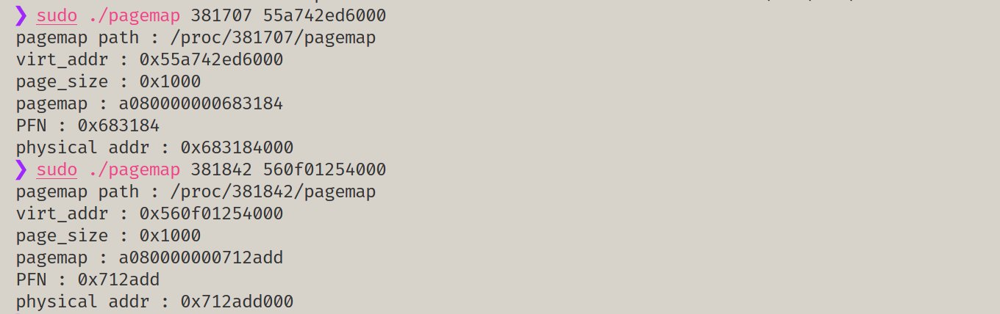 ❯ sudo ./pagemap 381707 55a742ed6000
pagemap path : /proc/381707/pagemap
virt_addr : 0x55a742ed6000
page_size : 0x1000
pagemap : a080000000683184
PFN : 0x683184
physical addr : 0x683184000
❯ sudo ./pagemap 381842 560f01254000
pagemap path : /proc/381842/pagemap
virt_addr : 0x560f01254000
page_size : 0x1000
pagemap : a080000000712add
PFN : 0x712add
physical addr : 0x712add000